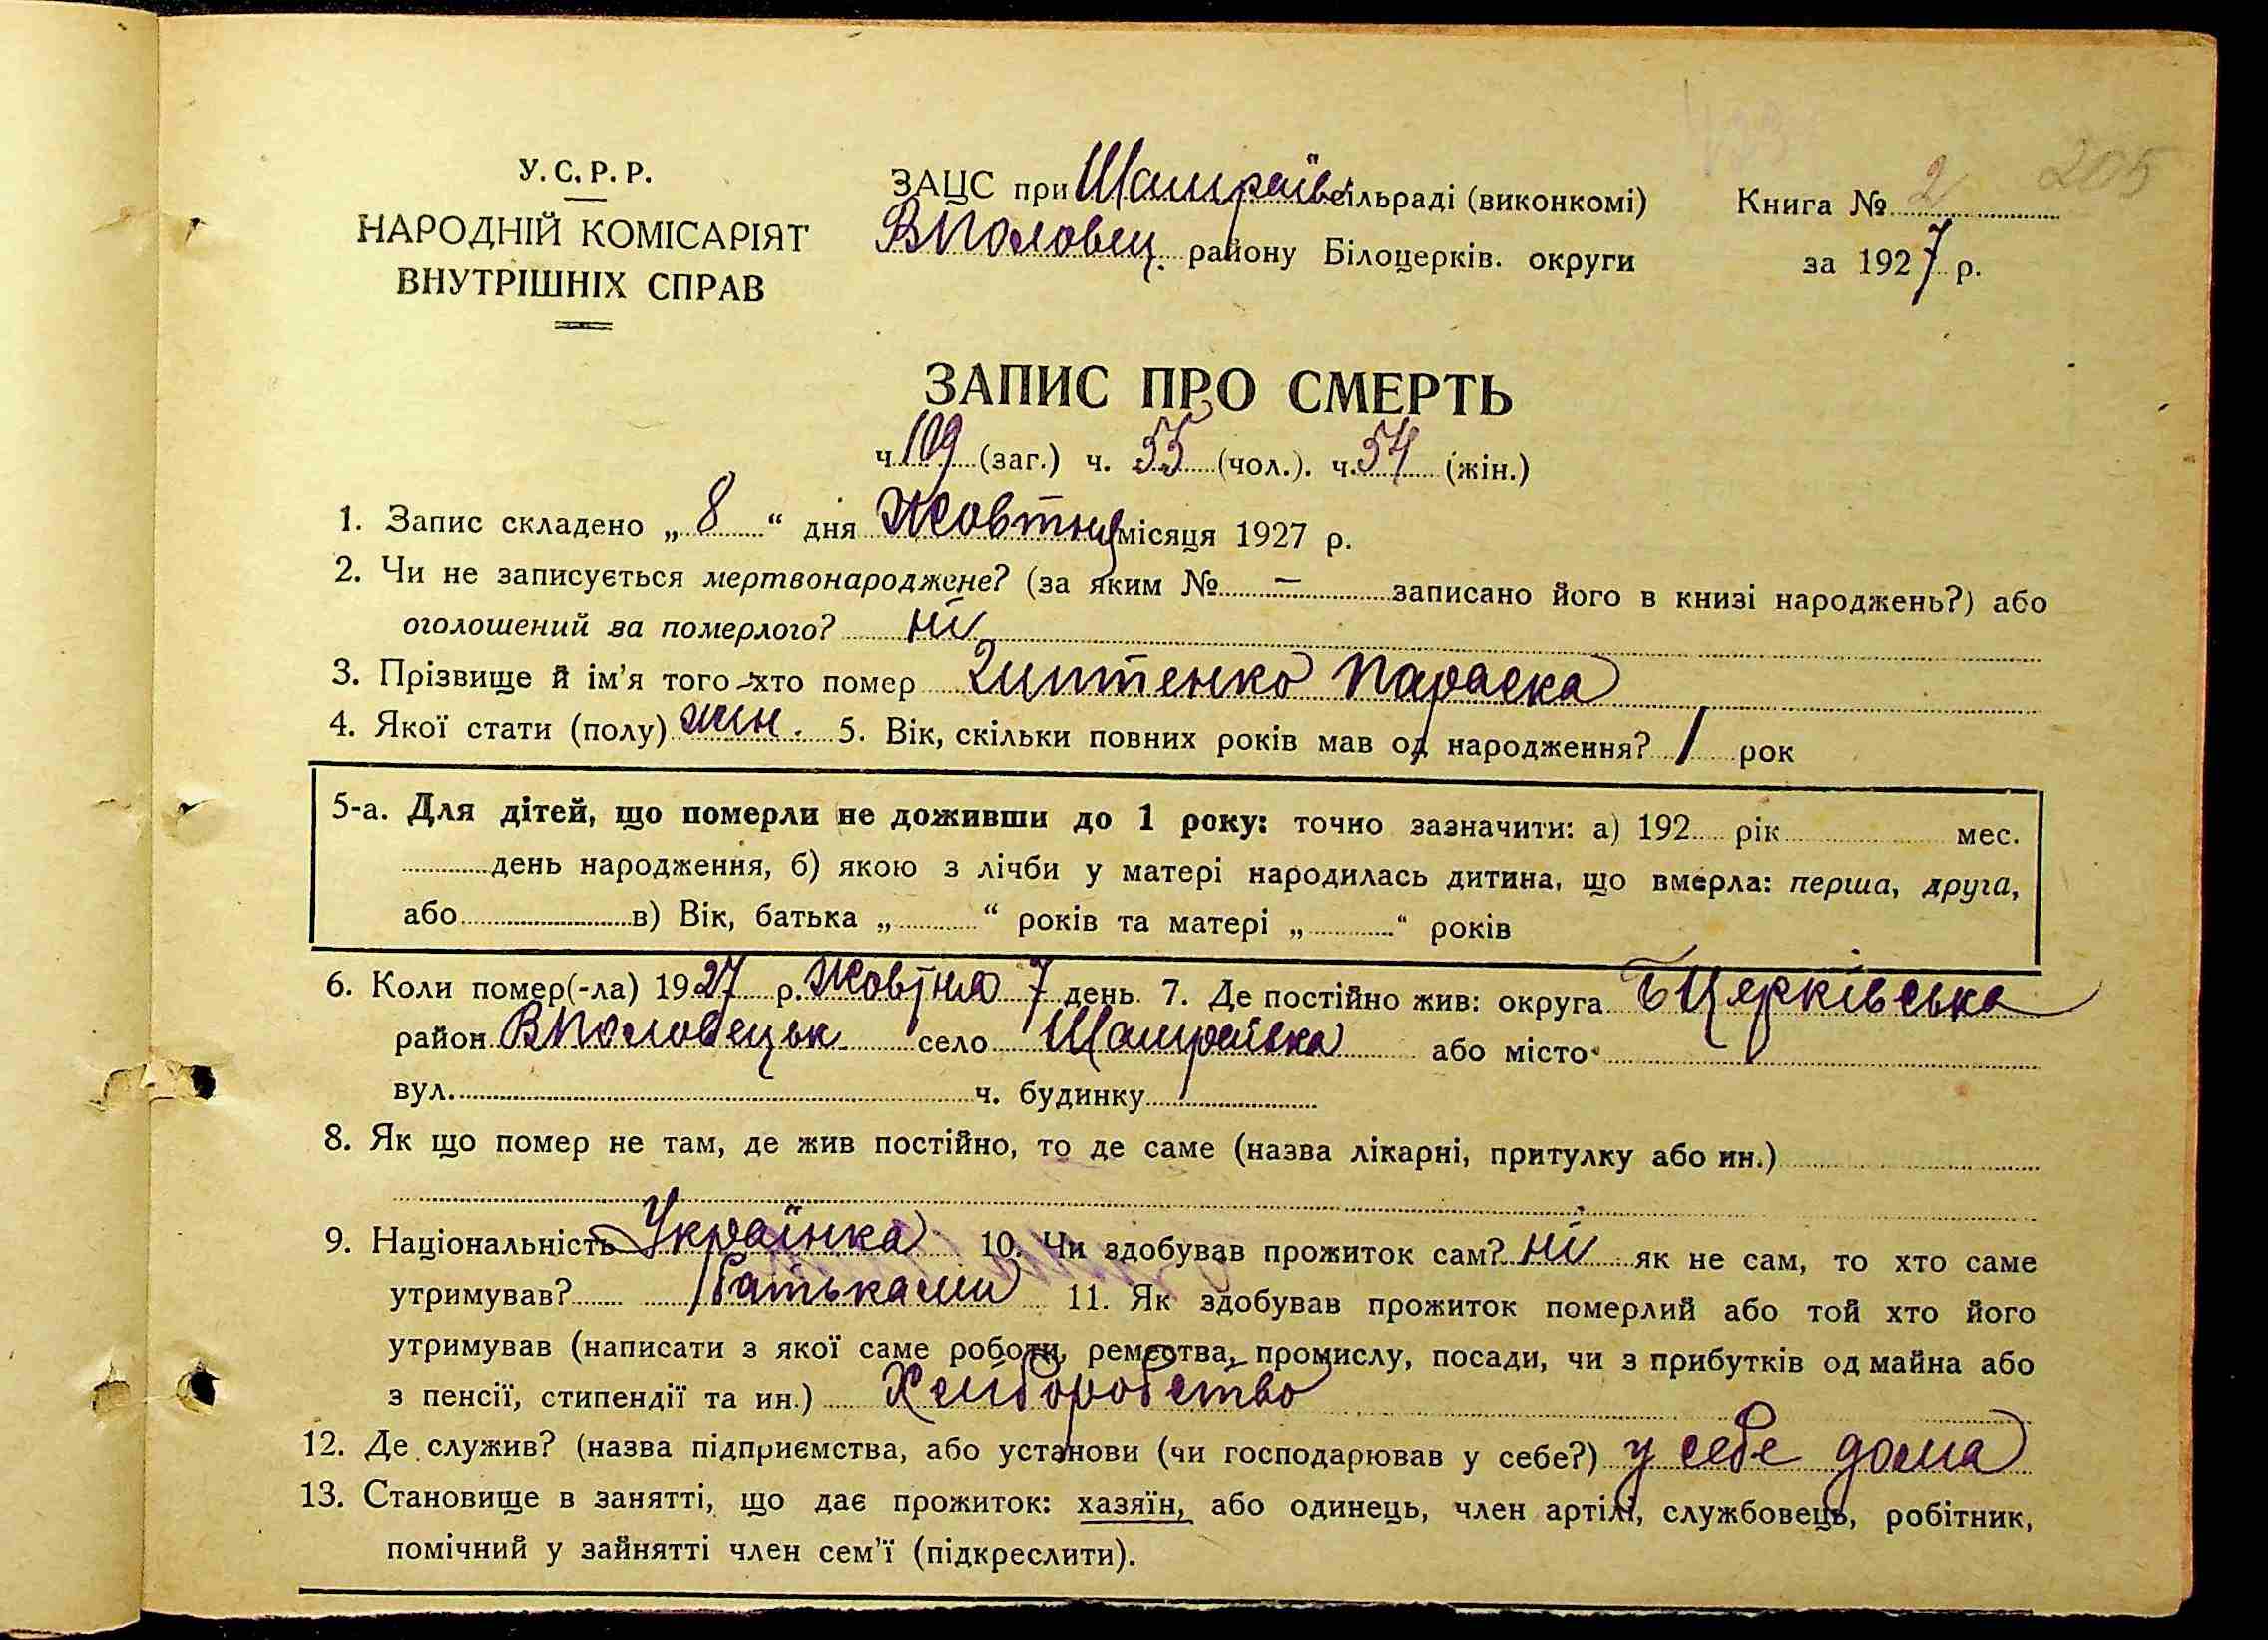 205
У. С. Р. Р.
НАРОДНІЙ КОМІСАРІЯТ
ВНУТРІШНІХ СПРАВ
ЗАЦС при Шамраївс сільраді (виконкомі)
ВПоловец. району Білоцерків. округи
Книга № 2
за 1927 р.
ЗАПИС ПРО СМЕРТЬ
ч. 109 (заг.) ч. 55 (чол.). ч. 54 (жін.)
1. Запис складено „ 8 “ дня Жовтня місяця 1927 р.
2. Чи не записується мертвонароджене? (за яким № — записано його в книзі народжень?) або
оголошений за померлого? ні
3. Прізвище й ім’я того хто помер Параска
4. Якої стати (полу) жін. 5. Вік, скільки повних років мав од народження? 1 рок
5-а. Для дітей, що померли не доживши до 1 року: точно зазначити: а) 192 рік мес.
день народження, б) якою з лічби у матері народилась дитина, що вмерла: перша, друга,
або в) Вік, батька „ “ років та матері „ “ років
6. Коли помер(-ла) 1927 р. Жовтня 7 день. 7. Де постійно жив: округа БЦерківська
район ВПоловецьк село Шамраївка або місто
вул. ч. будинку
8. Як що помер не там, де жив постійно, то де саме (назва лікарні, притулку або ин.)
9. Національність Українка 10. Чи здобував прожиток сам? ні як не сам, то хто саме
утримував? батьками 11. Як здобував прожиток померлий або той хто його
утримував (написати з якої саме роботи, ремества, промислу, посади, чи з прибутків од майна або
з пенсії, стипендії та ин.) Хліборобство
12. Де служив? (назва підприємства, або установи (чи господарював у себе?) у себе дома
13. Становище в занятті, що дає прожиток: хазяїн, або одинець, член артілі, службовець, робітник,
помічний у зайнятті член сем’ї (підкреслити).